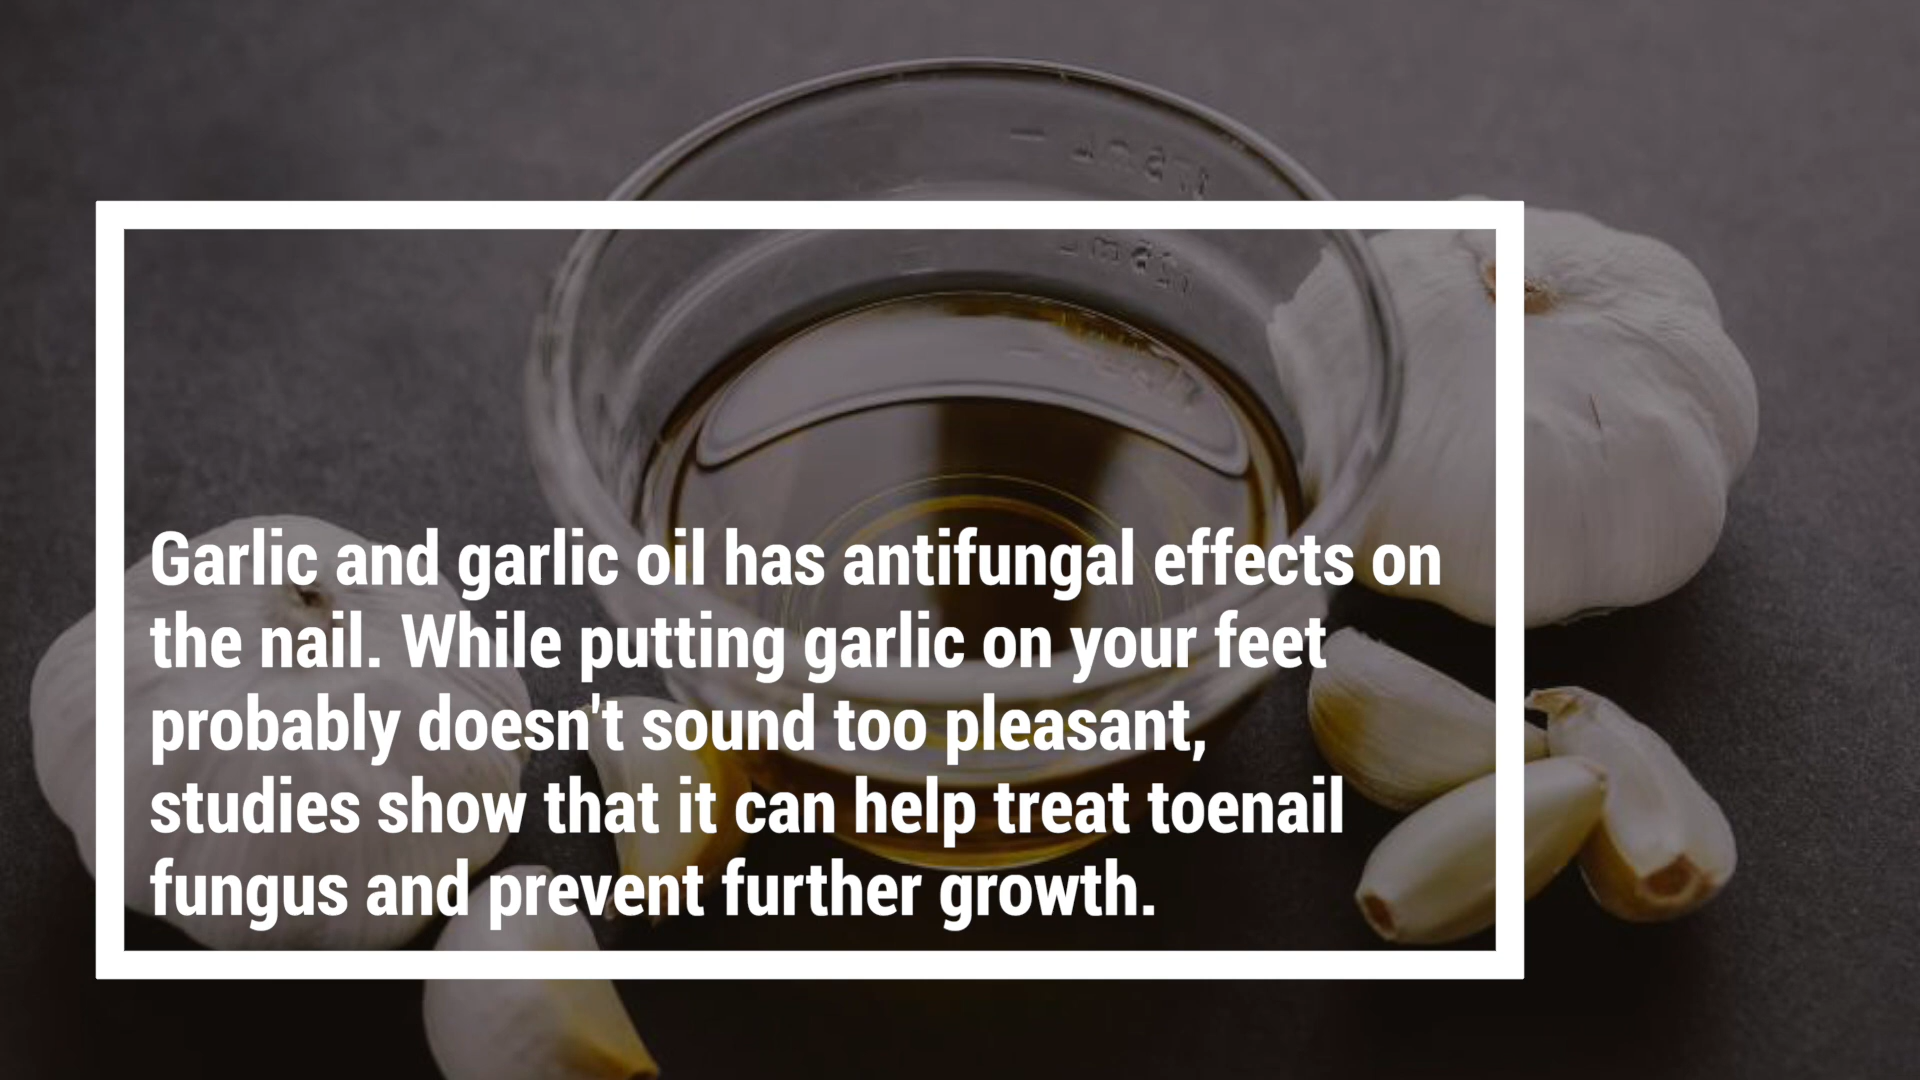 Garlic and garlic oil has antifungal effects on
the nail. While putting garlic on your feet
probably doesn't sound too pleasant,
studies show that it can help treat toenail
fungus and prevent further growth.